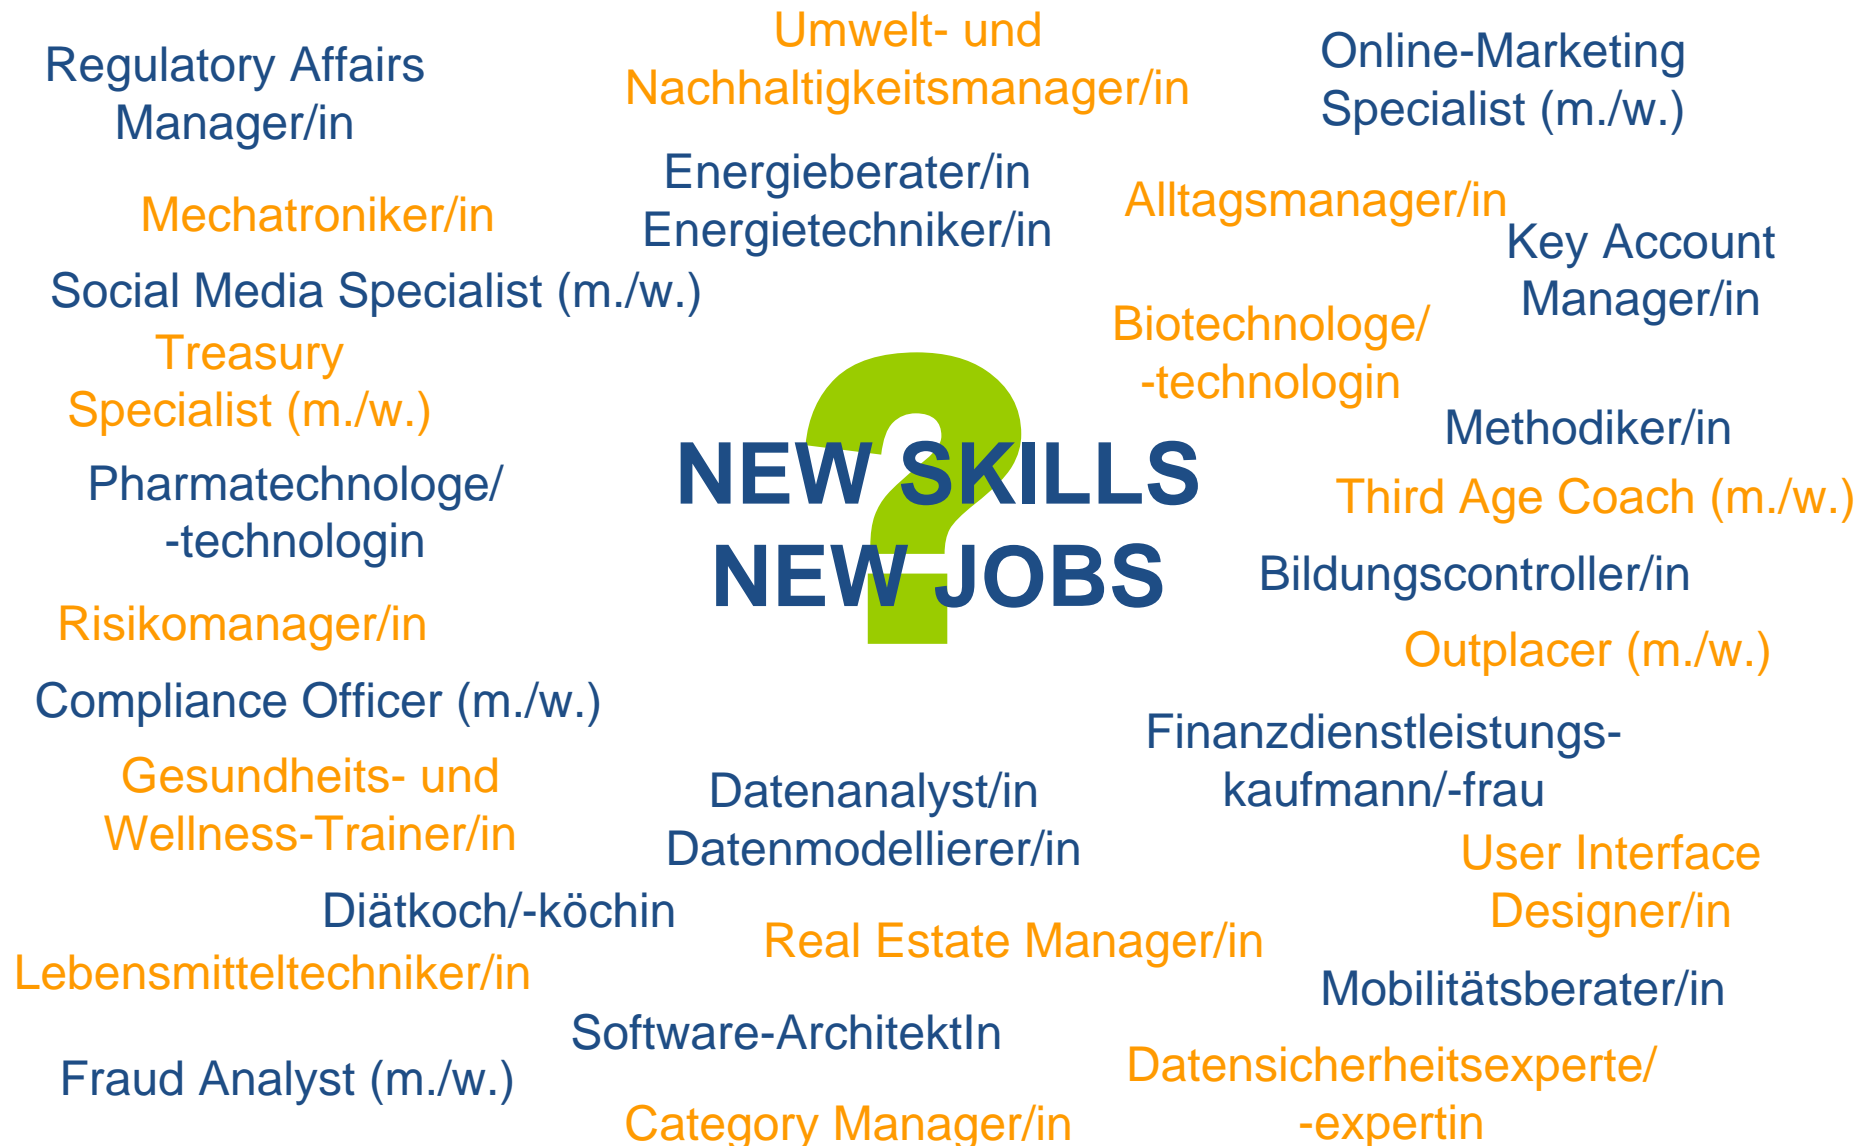 Regulatory Affairs
Manager/in
Umwelt- und
Nachhaltigkeitsmanager/in
Online-Marketing
Specialist (m./w.)
Mechatroniker/in
Energieberater/in
Energietechniker/in
Alltagsmanager/in
Key Account
Manager/in
Social Media Specialist (m./w.)
Treasury
Specialist (m./w.)
Biotechnologe/
-technologin
Methodiker/in
Pharmatechnologe/
-technologin
?
NEW SKILLS
NEW JOBS
Third Age Coach (m./w.)
Bildungscontroller/in
Risikomanager/in
Outplacer (m./w.)
Compliance Officer (m./w.)
Finanzdienstleistungs-
kaufmann/-frau
Gesundheits- und
Wellness-Trainer/in
Datenanalyst/in
Datenmodellierer/in
User Interface
Designer/in
Diätkoch/-köchin
Real Estate Manager/in
Lebensmitteltechniker/in
Mobilitätsberater/in
Software-ArchitektIn
Fraud Analyst (m./w.)
Datensicherheitsexperte/
-expertin
Category Manager/in